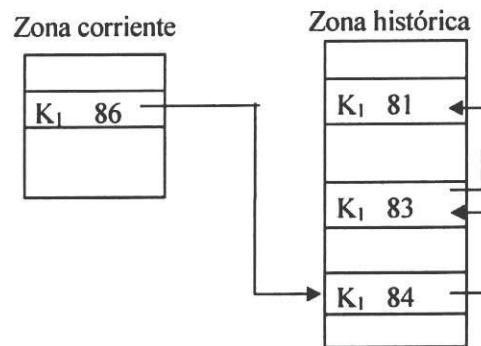 Zona corriente
Zona histórica
K₁ 86
K₁ 81
K₁ 83
K₁ 84